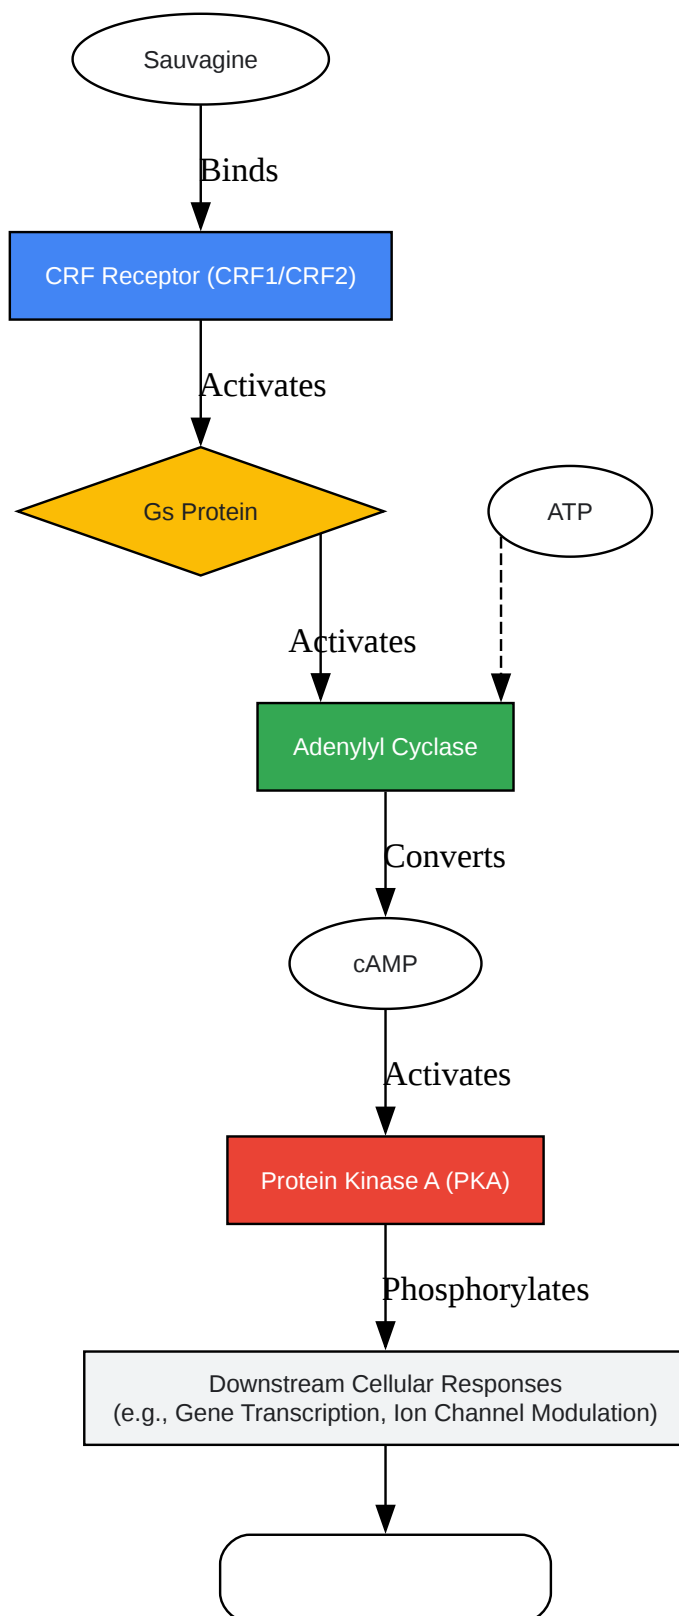 Sauvagine
Binds
CRF Receptor (CRF1/CRF2)
Activates
Gs Protein
ATP
Activates
Adenylyl Cyclase
Converts
cAMP
Activates
Protein Kinase A (PKA)
Phosphorylates
Downstream Cellular Responses
(e.g., Gene Transcription, Ion Channel Modulation)